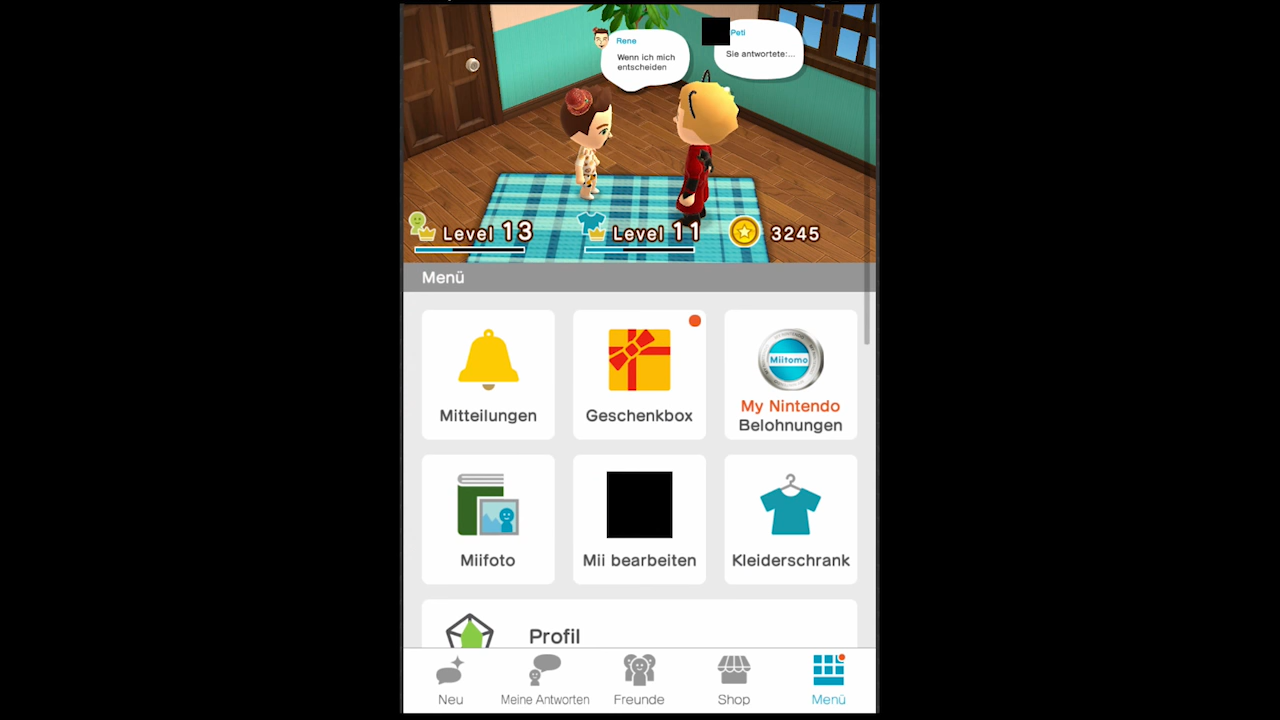 Rene
Wenn ich mich
entscheiden
Peti
Sie antwortete:...
Level 13
Level 11
3245
Menü
Mitteilungen
Geschenkbox
Miitomo
My Nintendo
Belohnungen
Miifoto
Mii bearbeiten
Kleiderschrank
Profil
Neu
Meine Antworten
Freunde
Shop
Menü